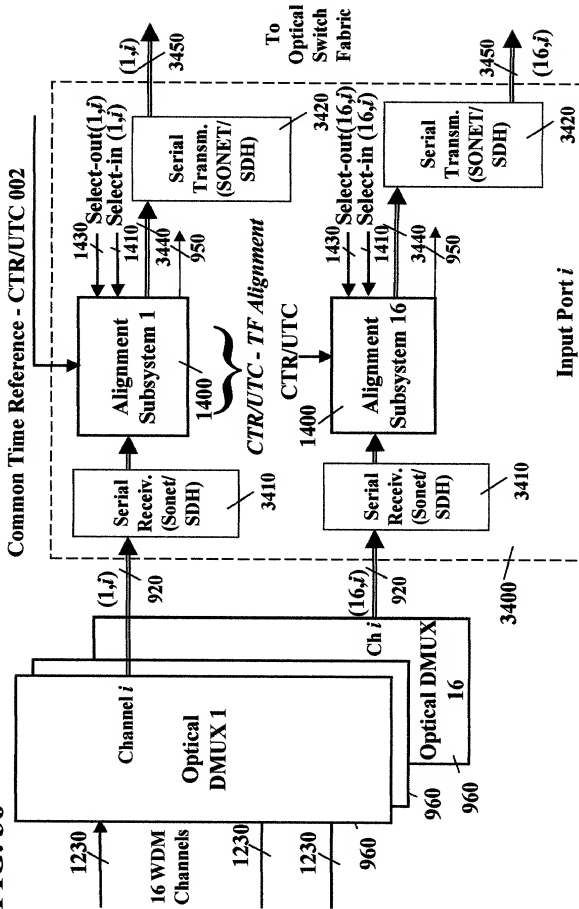 Common Time Reference - CTR/UTC 002
1230
16 WDM
Channels
1230
1230
Channel i
Optical
DMUX 1
960
960
960
Ch i
Optical DMUX
16
(1,i)
920
(16,i)
920
Serial
Receiv.
(Sonet/
SDH)
3410
Serial
Receiv.
(Sonet/
SDH)
3410
3400
Alignment
Subsystem 1
1400
CTR/UTC - TF Alignment
CTR/UTC
1400
Alignment
Subsystem 16
1430
Select-out(1,i)
1410
Select-in (1,i)
3440
950
1430
Select-out(16,i)
1410
Select-in (16,i)
3440
950
Serial
Transm.
(SONET/
SDH)
3420
Serial
Transm.
(SONET/
SDH)
3420
(1,i)
3450
To
Optical
Switch
Fabric
3450
(16,i)
Input Port i